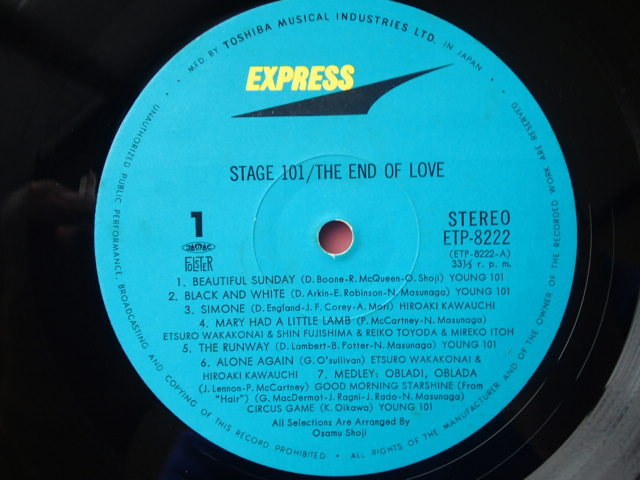 • MFD BY TOSHIBA MUSICAL INDUSTRIES LTD. IN JAPAN •
EXPRESS
STAGE 101/THE END OF LOVE
1
JASRAC
POLSTER
STEREO
ETP-8222
(ETP-8222-A)
33⅓ r. p. m.
1. BEAUTIFUL SUNDAY (D. Boone-R. McQueen-O. Shoji) YOUNG 101
2. BLACK AND WHITE (D. Arkin-E. Robinson-N. Masunaga) YOUNG 101
3. SIMONE (D. England-J. F. Corey-A. Mori) HIROAKI KAWAUCHI
4. MARY HAD A LITTLE LAMB (P. McCartney-N. Masunaga)
ETSURO WAKAKONAI & SHIN FUJISHIMA & REIKO TOYODA & MIREKO ITOH
5. THE RUNWAY (D. Lambert-B. Potter-N. Masunaga) YOUNG 101
6. ALONE AGAIN (G. O'sullivan) ETSURO WAKAKONAI &
HIROAKI KAWAUCHI 7. MEDLEY: OBLADI, OBLADA
(J. Lennon-P. McCartney) GOOD MORNING STARSHINE (From
"Hair") (G. MacDermot-J. Ragni-J. Rado-N. Masunaga)
CIRCUS GAME (K. Oikawa) YOUNG 101
All Selections Are Arranged By
Osamu Shoji
UNAUTHORIZED PUBLIC PERFORMANCE, BROADCASTING AND COPYING OF THIS RECORD PROHIBITED • ALL RIGHTS OF THE MANUFACTURER AND OF THE OWNER OF THE RECORDED WORK ARE RESERVED